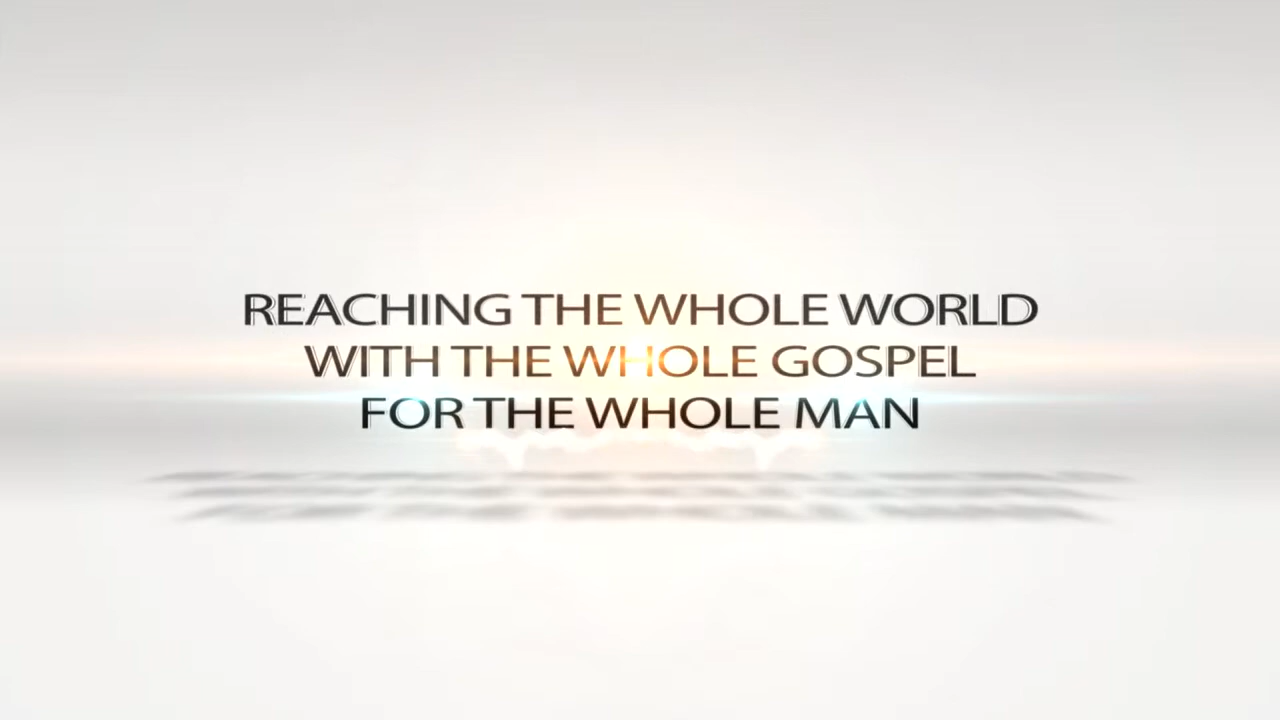 REACHING THE WHOLE WORLD
WITH THE WHOLE GOSPEL
FOR THE WHOLE MAN